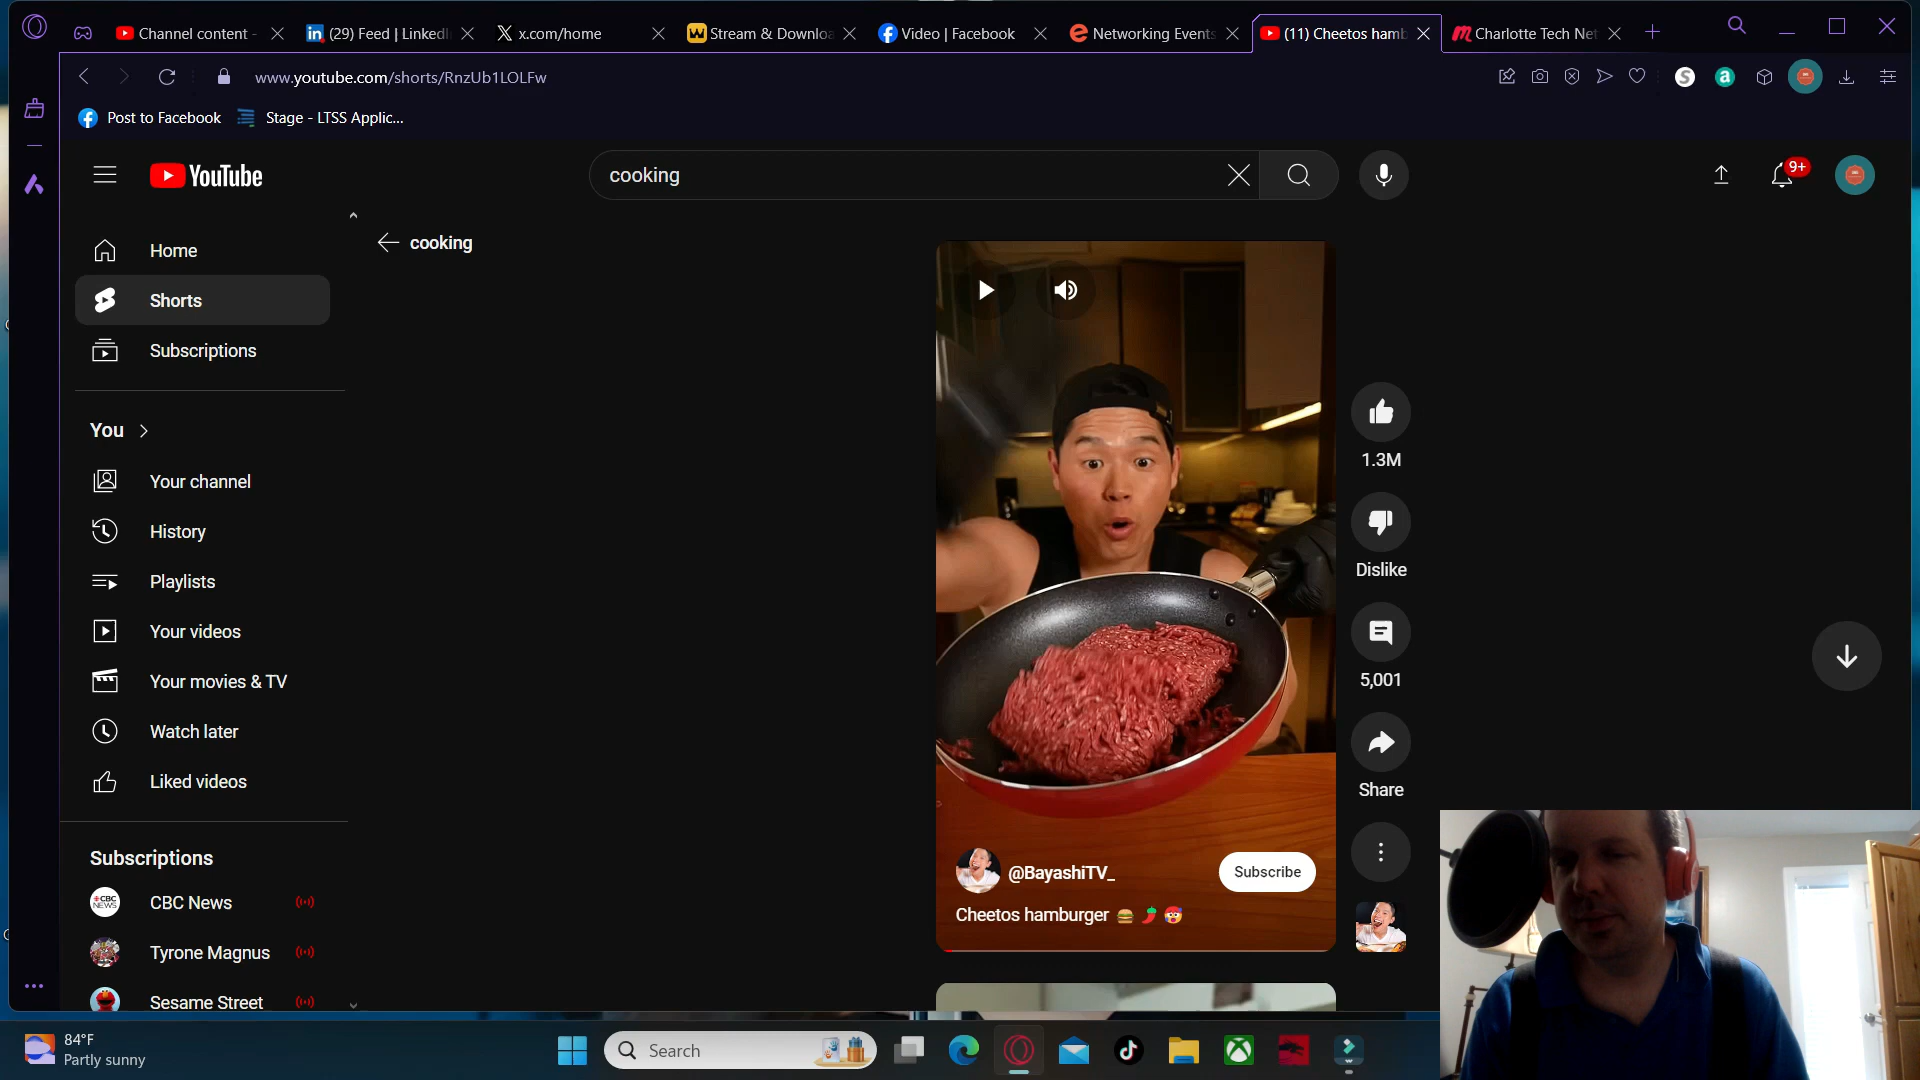 Channel content -
(29) Feed | LinkedI
x.com/home
Stream & Downloa
Video | Facebook
Networking Events
(11) Cheetos hamb
Charlotte Tech Net
www.youtube.com/shorts/RnzUb1LOLFw
Post to Facebook
Stage - LTSS Applic...
YouTube
cooking
9+
Home
Shorts
Subscriptions
You
Your channel
History
Playlists
Your videos
Your movies & TV
Watch later
Liked videos
Subscriptions
CBC News
Tyrone Magnus
Sesame Street
cooking
1.3M
Dislike
5,001
Share
@BayashiTV_
Subscribe
Cheetos hamburger 🍔 🌶️ 🥵
84°F
Partly sunny
Search